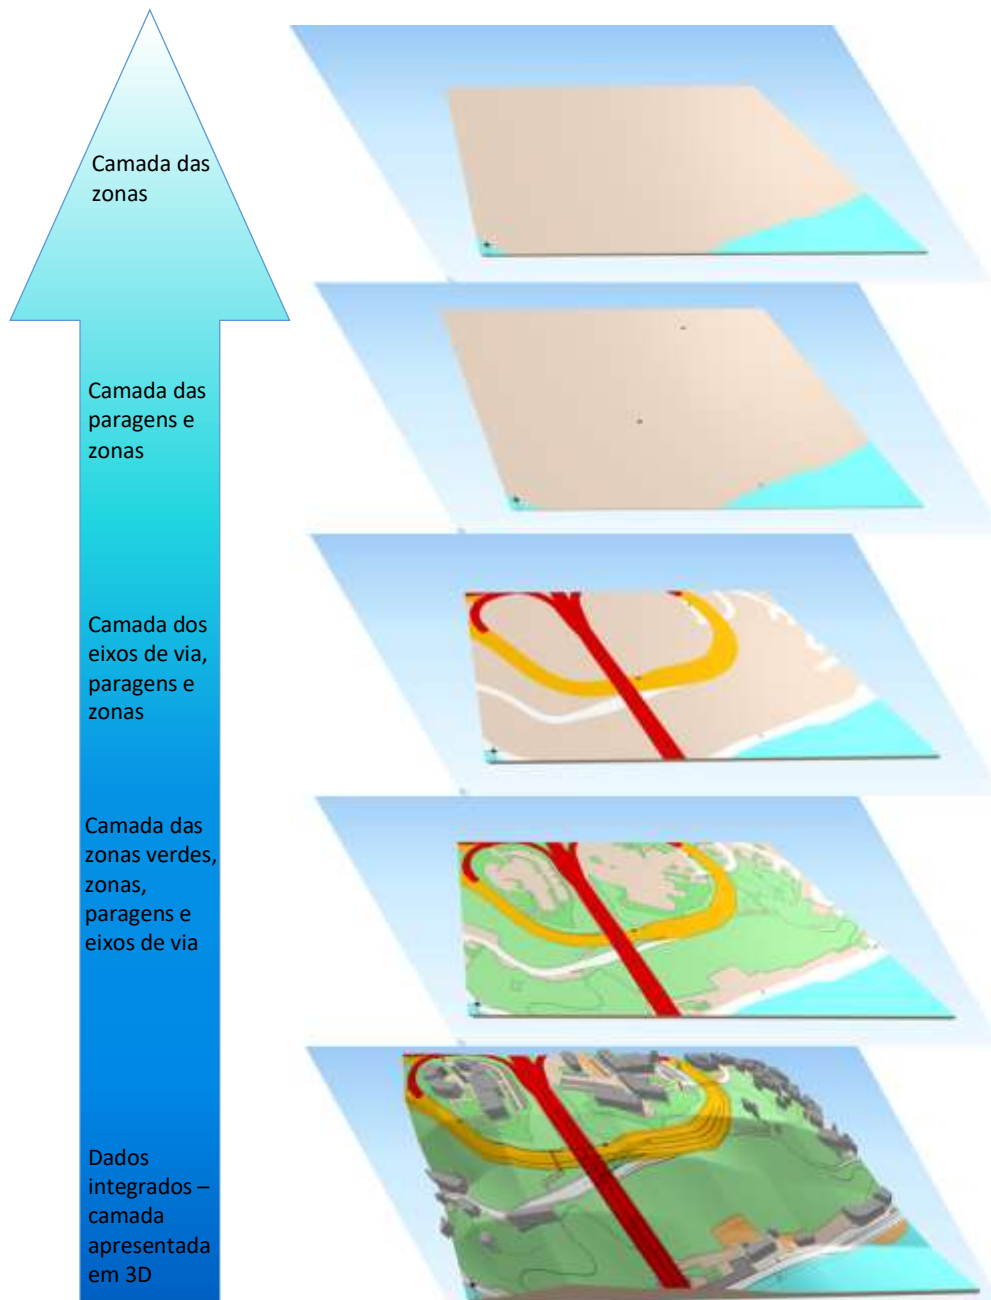 Camada das
zonas
Camada das
paragens e
zonas
Camada dos
eixos de via,
paragens e
zonas
Camada das
zonas verdes,
zonas,
paragens e
eixos de via
Dados
integrados –
camada
apresentada
em 3D